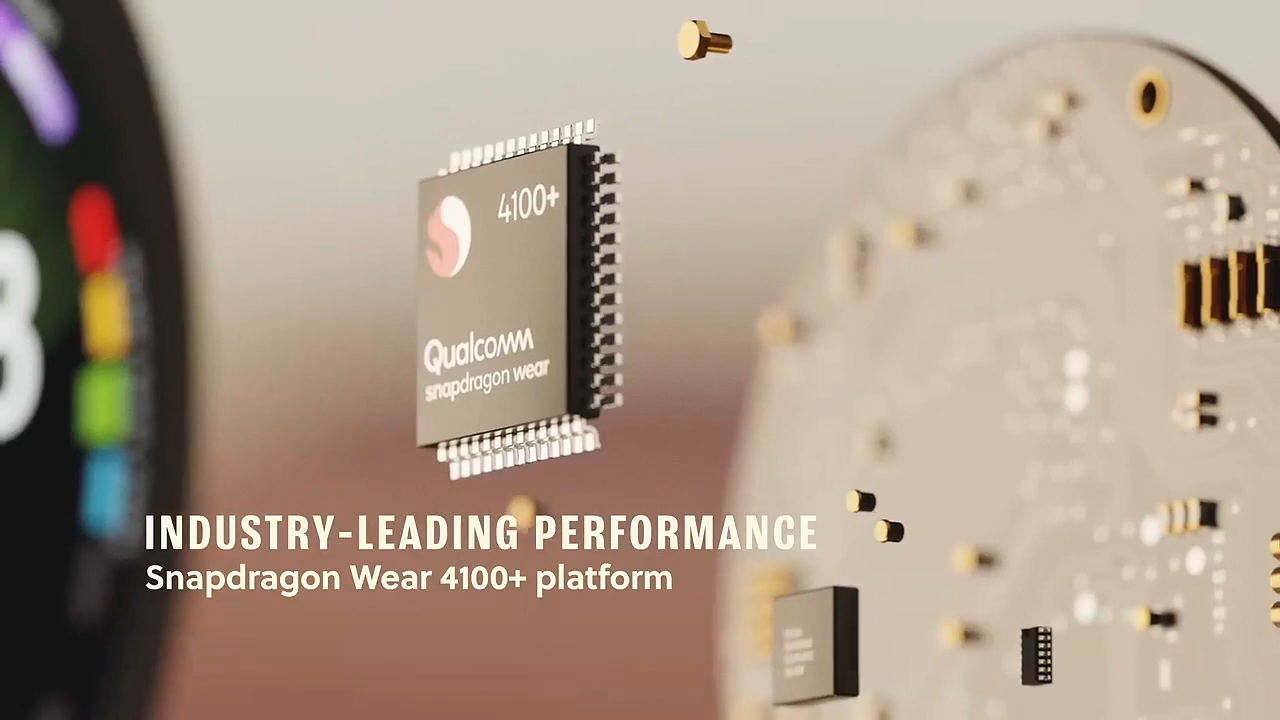 4100+
Qualcomm
snapdragon wear
INDUSTRY-LEADING PERFORMANCE
Snapdragon Wear 4100+ platform